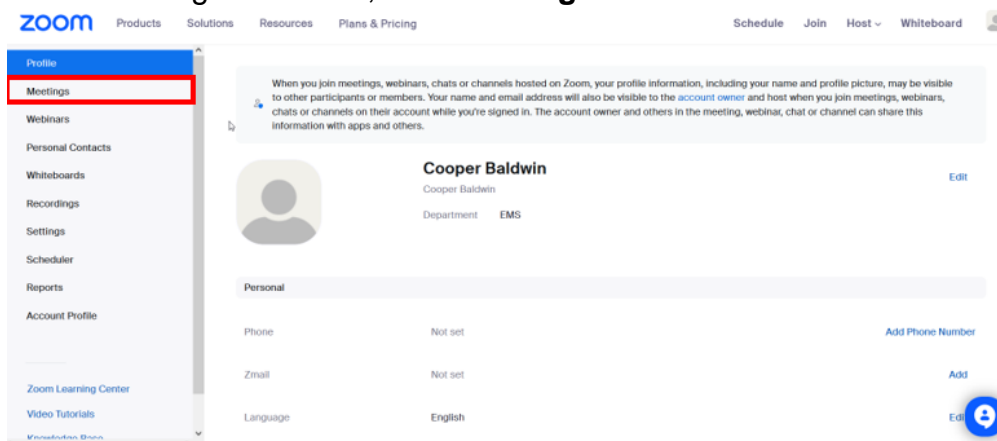 zoom Products Solutions Resources Plans & Pricing Schedule Join Host Whiteboard
Profile
Meetings
Webinars
Personal Contacts
Whiteboards
Recordings
Settings
Scheduler
Reports
Account Profile
Zoom Learning Center
Video Tutorials
When you join meetings, webinars, chats or channels hosted on Zoom, your profile information, including your name and profile picture, may be visible
to other participants or members. Your name and email address will also be visible to the account owner and host when you join meetings, webinars,
chats or channels on their account while you're signed in. The account owner and others in the meeting, webinar, chat or channel can share this
information with apps and others.
Cooper Baldwin
Edit
Cooper Baldwin
Department EMS
Personal
Phone Not set Add Phone Number
Zmail Not set Add
Language English